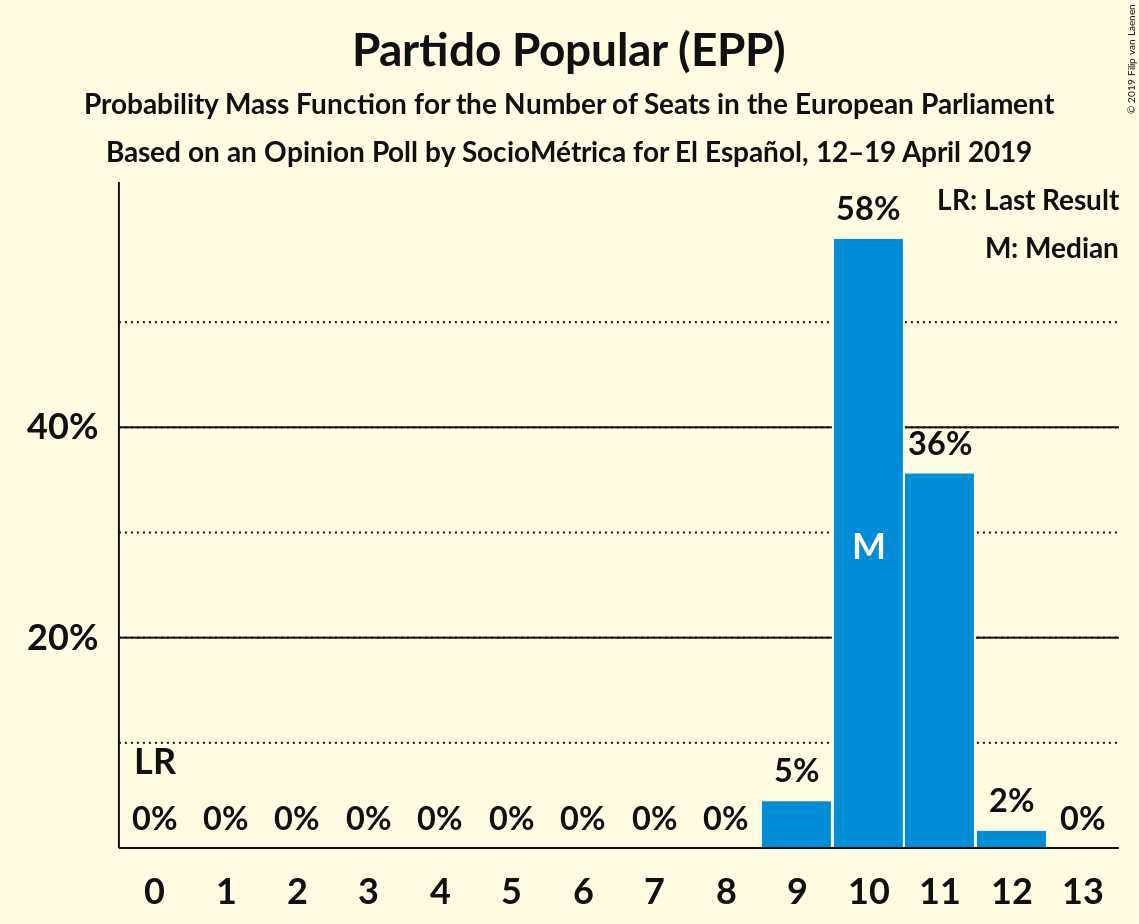 Partido Popular (EPP)
Probability Mass Function for the Number of Seats in the European Parliament
Based on an Opinion Poll by SocioMétrica for El Español, 12–19 April 2019
© 2019 Filip van Laenen
LR: Last Result
M: Median
58%
40%
36%
M
20%
LR
5%
2%
0% 0% 0% 0% 0% 0% 0% 0% 0% 0%
0 1 2 3 4 5 6 7 8 9 10 11 12 13